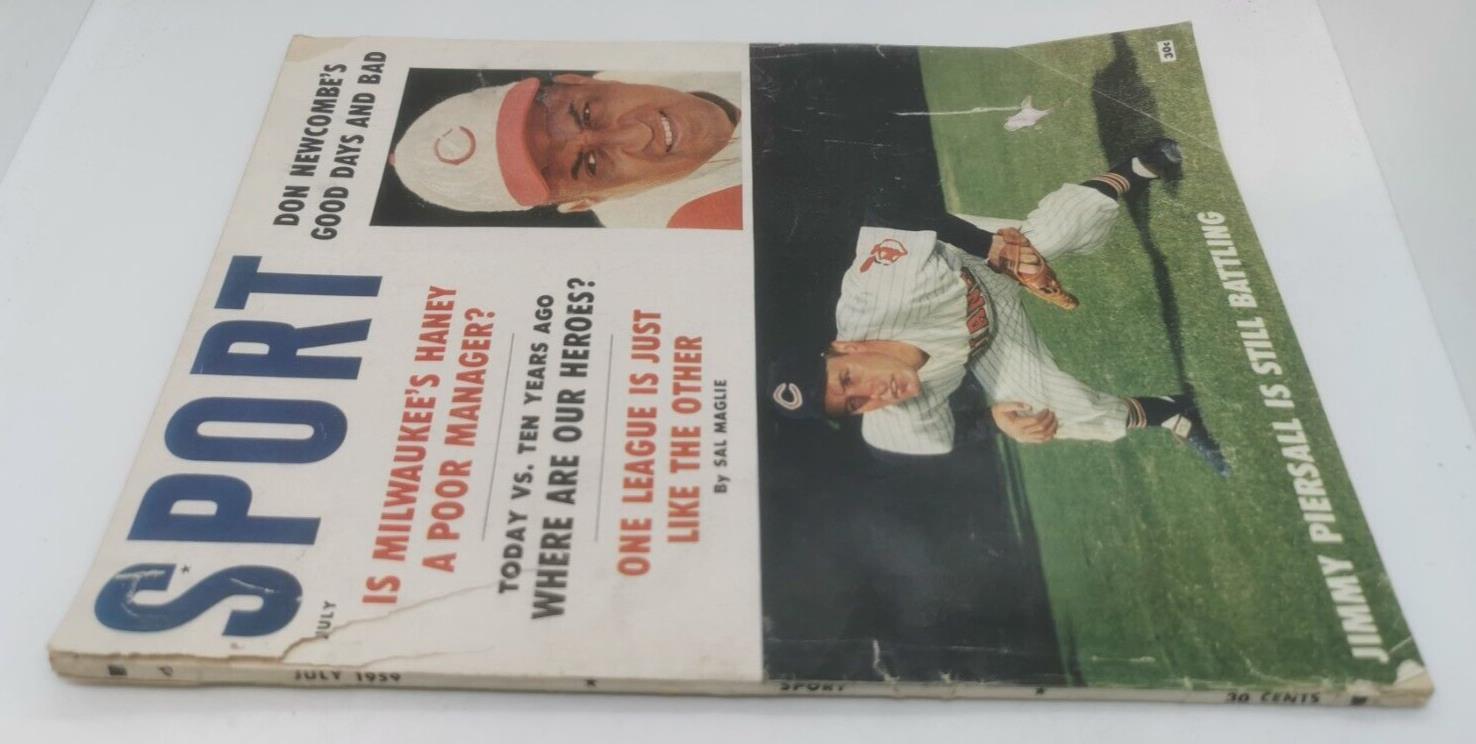 SPORT
JULY
DON NEWCOMBE'S
GOOD DAYS AND BAD
IS MILWAUKEE'S HANEY
A POOR MANAGER?
TODAY VS. TEN YEARS AGO
WHERE ARE OUR HEROES?
ONE LEAGUE IS JUST
LIKE THE OTHER
By SAL MAGLIE
C
C
30c
JIMMY PIERSALL IS STILL BATTLING
JULY 1959
SPORT
30 CENTS